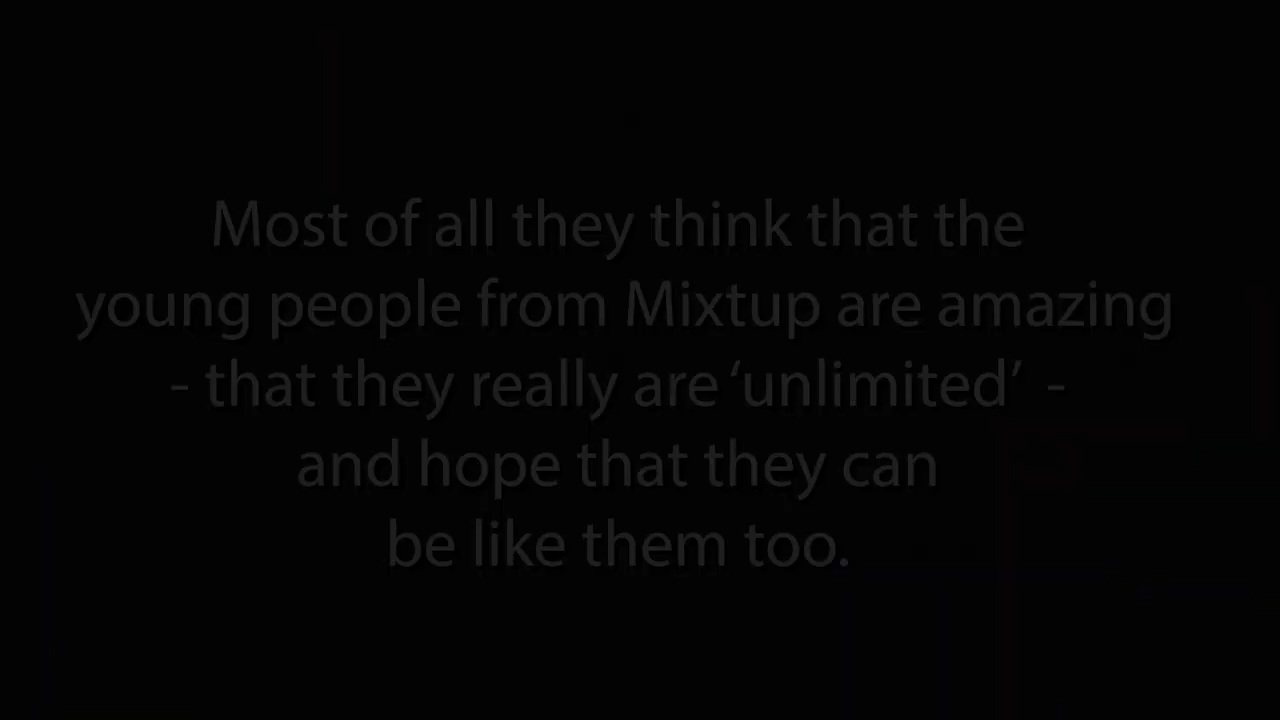 Most of all they think that the
young people from Mixtup are amazing
- that they really are ‘unlimited’ -
and hope that they can
be like them too.